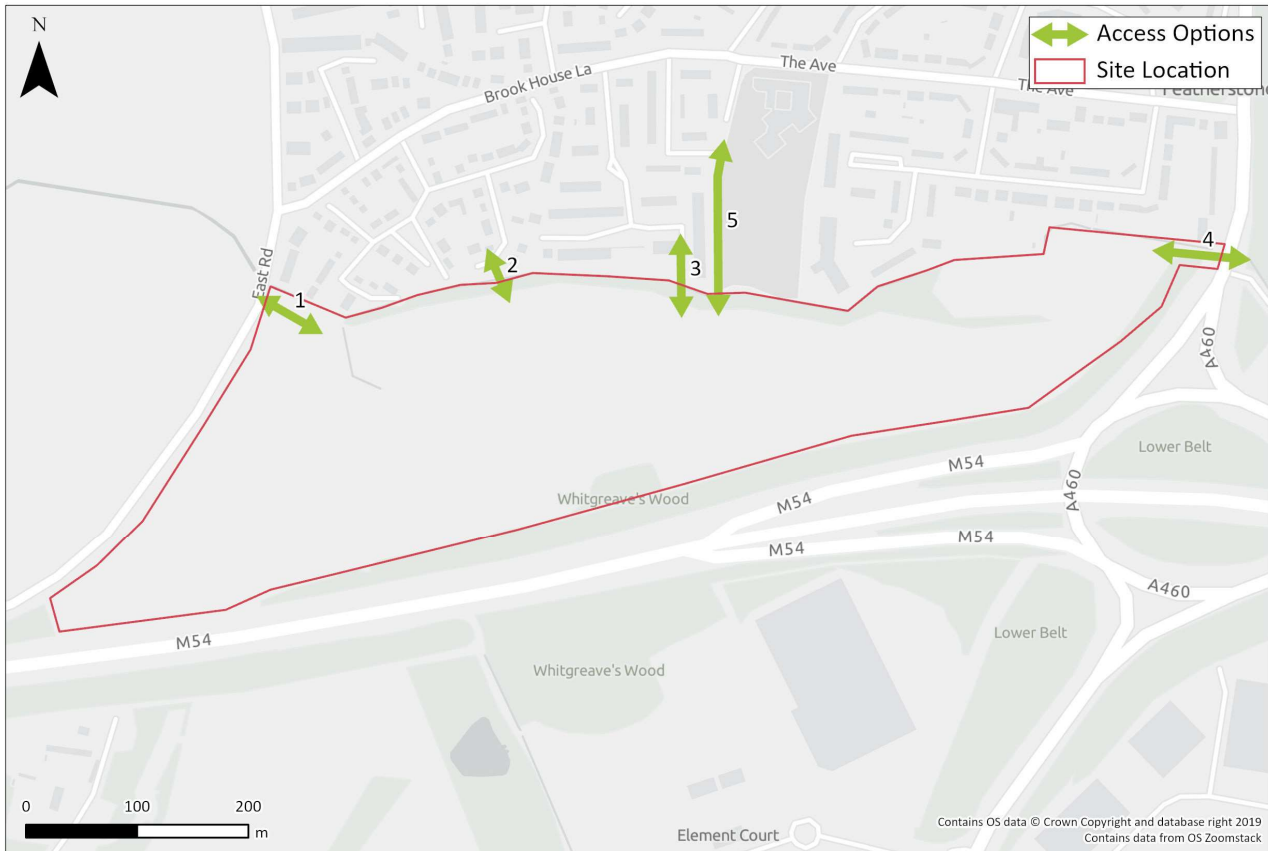 N
Access Options
Site Location
The Ave
The Ave
Featherstone
Brook House La
East Rd
1
2
3
5
4
A460
Lower Belt
M54
M54
A460
Whitgreave's Wood
M54
M54
A460
M54
Lower Belt
Whitgreave's Wood
0 100 200
m
Element Court
Contains OS data © Crown Copyright and database right 2019
Contains data from OS Zoomstack